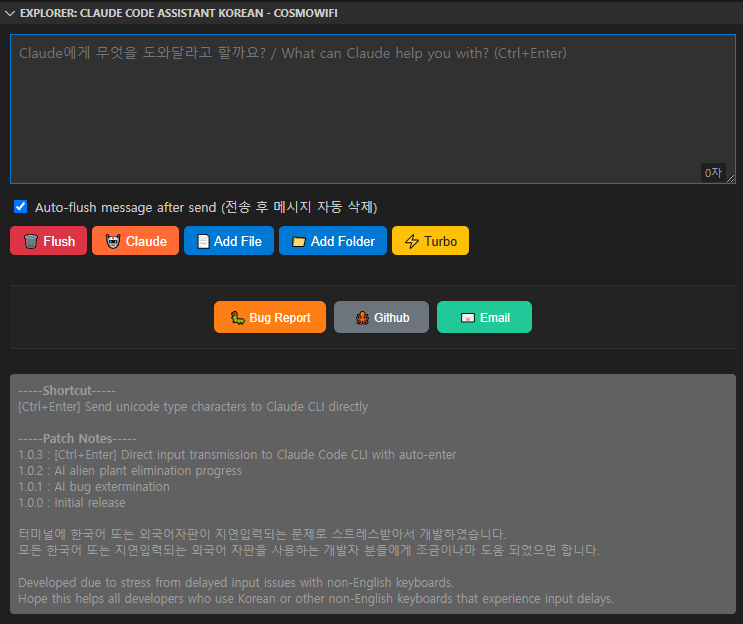 EXPLORER: CLAUDE CODE ASSISTANT KOREAN - COSMOWIFI
Claude에게 무엇을 도와달라고 할까요? / What can Claude help you with? (Ctrl+Enter)
0자
Auto-flush message after send (전송 후 메시지 자동 삭제)
Flush Claude Add File Add Folder Turbo
Bug Report Github Email
-----Shortcut-----
[Ctrl+Enter] Send unicode type characters to Claude CLI directly
-----Patch Notes-----
1.0.3 : [Ctrl+Enter] Direct input transmission to Claude Code CLI with auto-enter
1.0.2 : AI alien plant elimination progress
1.0.1 : AI bug extermination
1.0.0 : Initial release
터미널에 한국어 또는 외국어자판이 지연입력되는 문제로 스트레스받아서 개발하였습니다.
모든 한국어 또는 지연입력되는 외국어 자판을 사용하는 개발자 분들에게 조금이나마 도움 되었으면 합니다.
Developed due to stress from delayed input issues with non-English keyboards.
Hope this helps all developers who use Korean or other non-English keyboards that experience input delays.